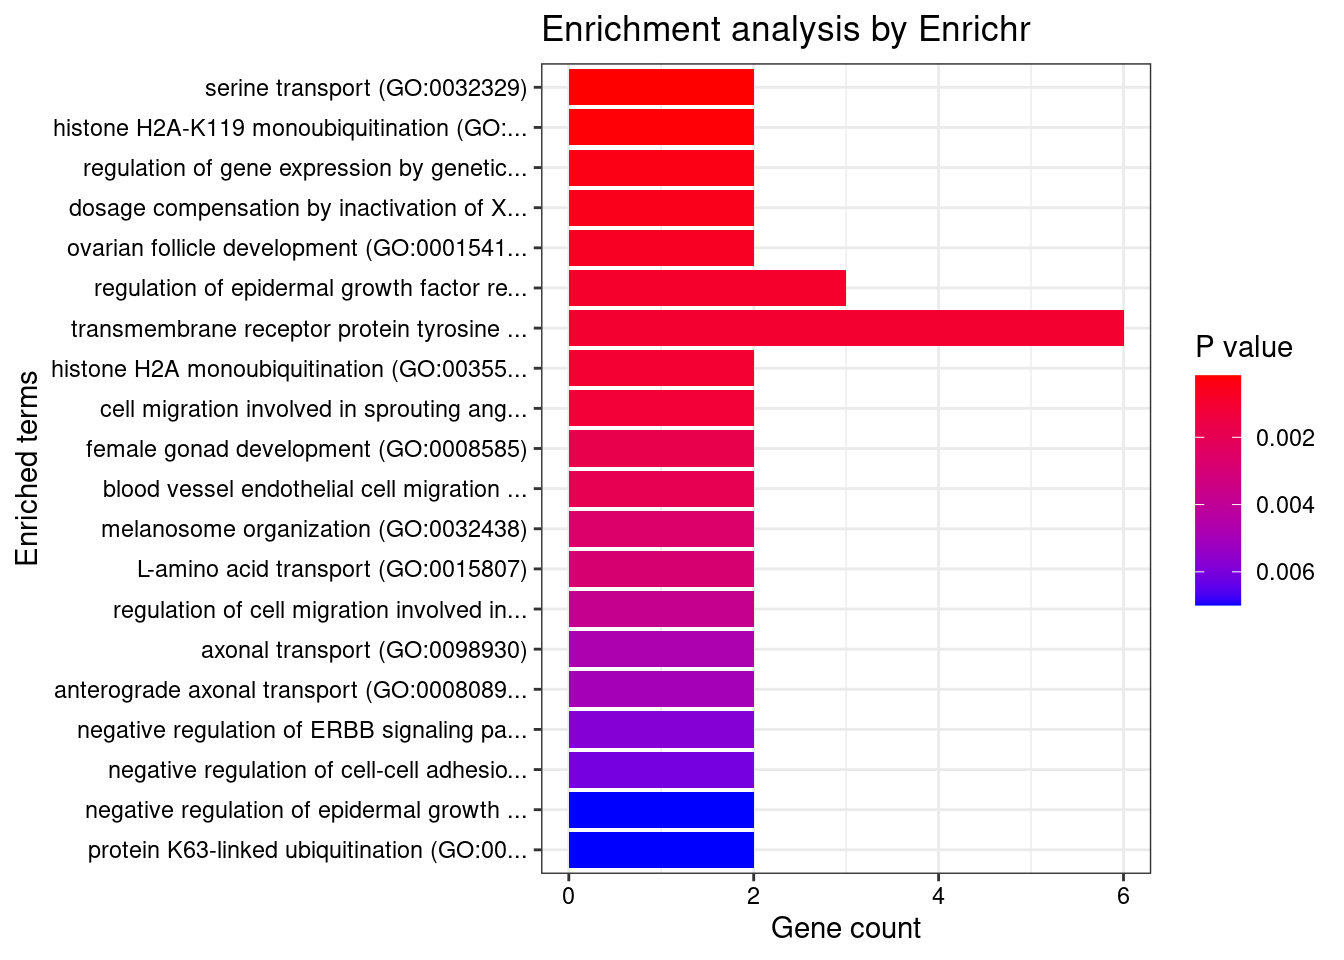 Enrichment analysis by Enrichr
serine transport (GO:0032329)
histone H2A-K119 monoubiquitination (GO:...
regulation of gene expression by genetic...
dosage compensation by inactivation of X...
ovarian follicle development (GO:0001541...
regulation of epidermal growth factor re...
transmembrane receptor protein tyrosine ...
histone H2A monoubiquitination (GO:00355...
cell migration involved in sprouting ang...
female gonad development (GO:0008585)
blood vessel endothelial cell migration ...
melanosome organization (GO:0032438)
L-amino acid transport (GO:0015807)
regulation of cell migration involved in...
axonal transport (GO:0098930)
anterograde axonal transport (GO:0008089...
negative regulation of ERBB signaling pa...
negative regulation of cell-cell adhesio...
negative regulation of epidermal growth ...
protein K63-linked ubiquitination (GO:00...
Enriched terms
0 2 4 6
Gene count
P value
0.002
0.004
0.006